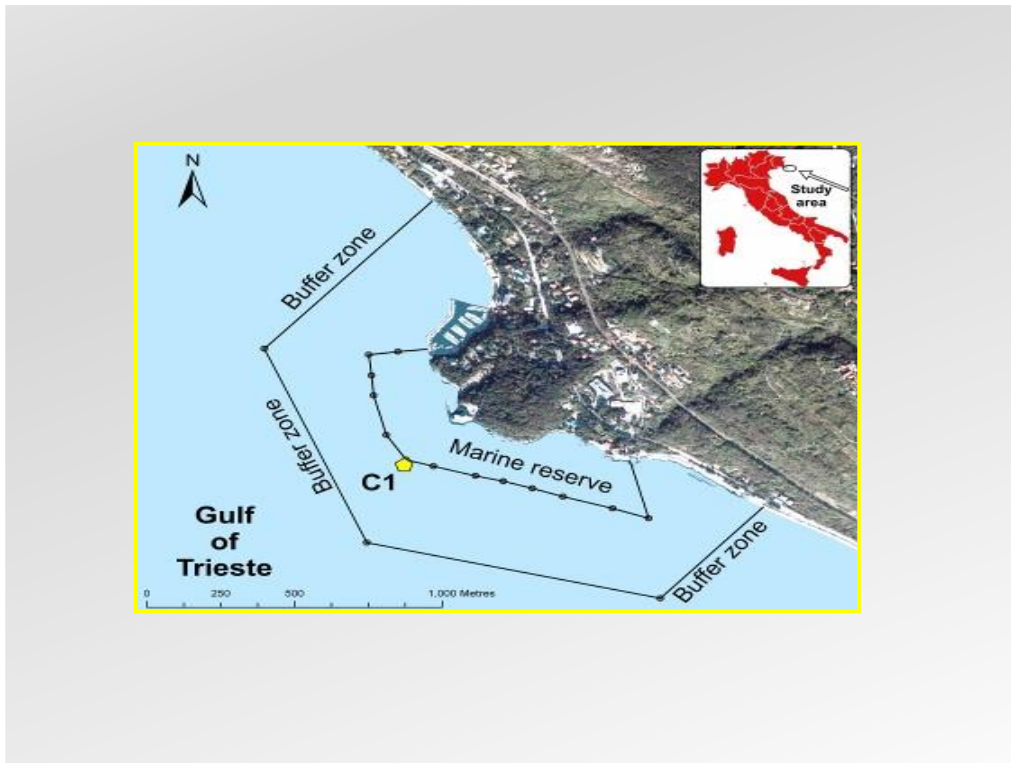 N
Study
area
Buffer zone
Buffer zone
Marine reserve
C1
Gulf
of
Trieste
Buffer zone
0 250 500 1,000 Metres